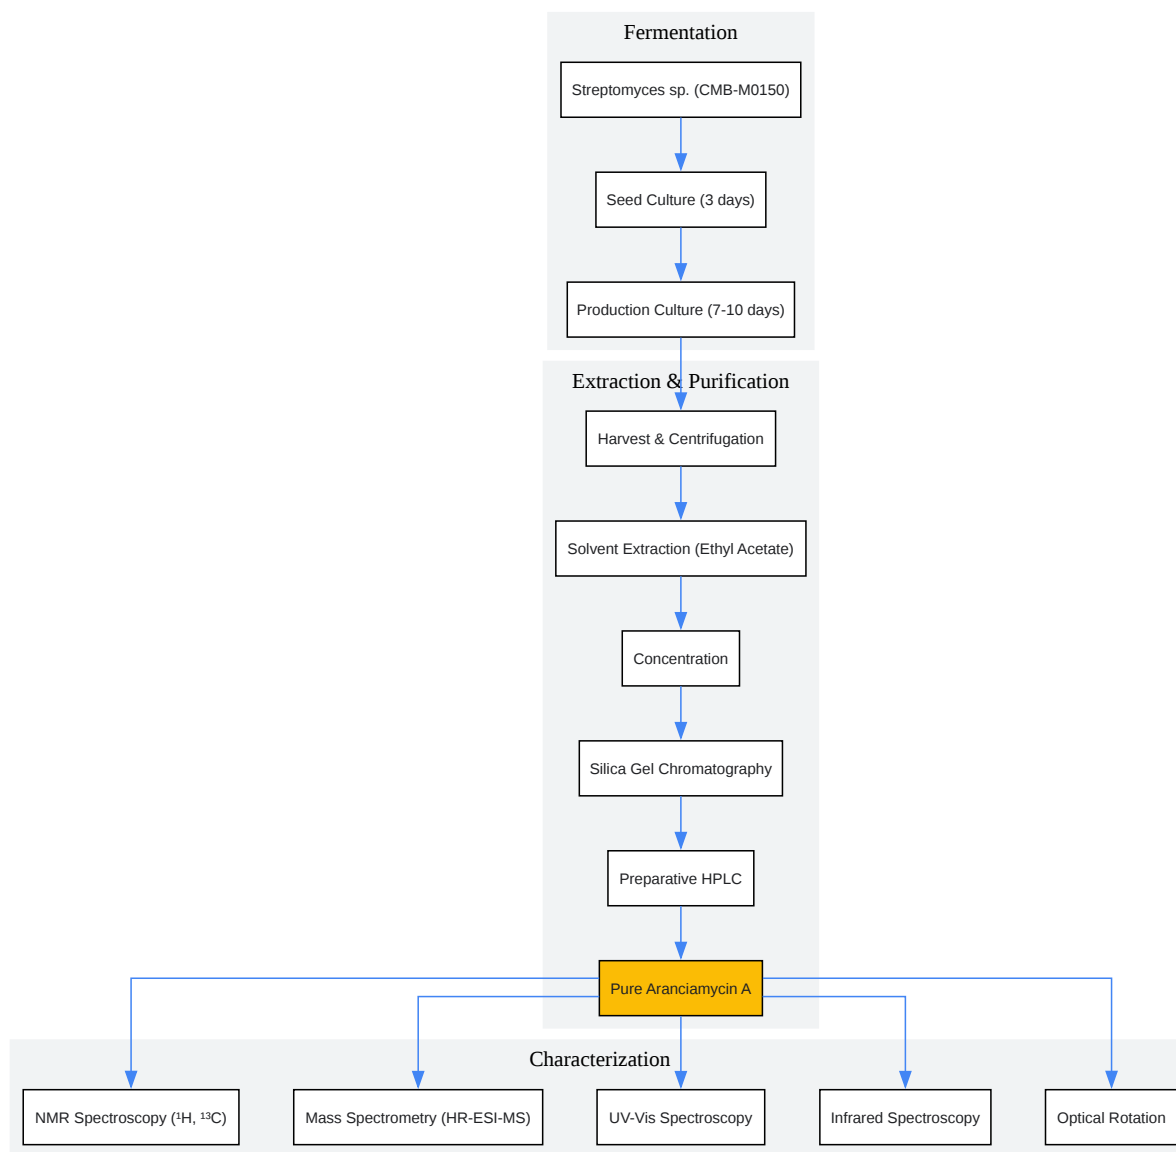 Fermentation
Streptomyces sp. (CMB-M0150)
Seed Culture (3 days)
Production Culture (7-10 days)
Extraction & Purification
Harvest & Centrifugation
Solvent Extraction (Ethyl Acetate)
Concentration
Silica Gel Chromatography
Preparative HPLC
Pure Aranciamycin A
Characterization
NMR Spectroscopy (¹H, ¹³C)
Mass Spectrometry (HR-ESI-MS)
UV-Vis Spectroscopy
Infrared Spectroscopy
Optical Rotation